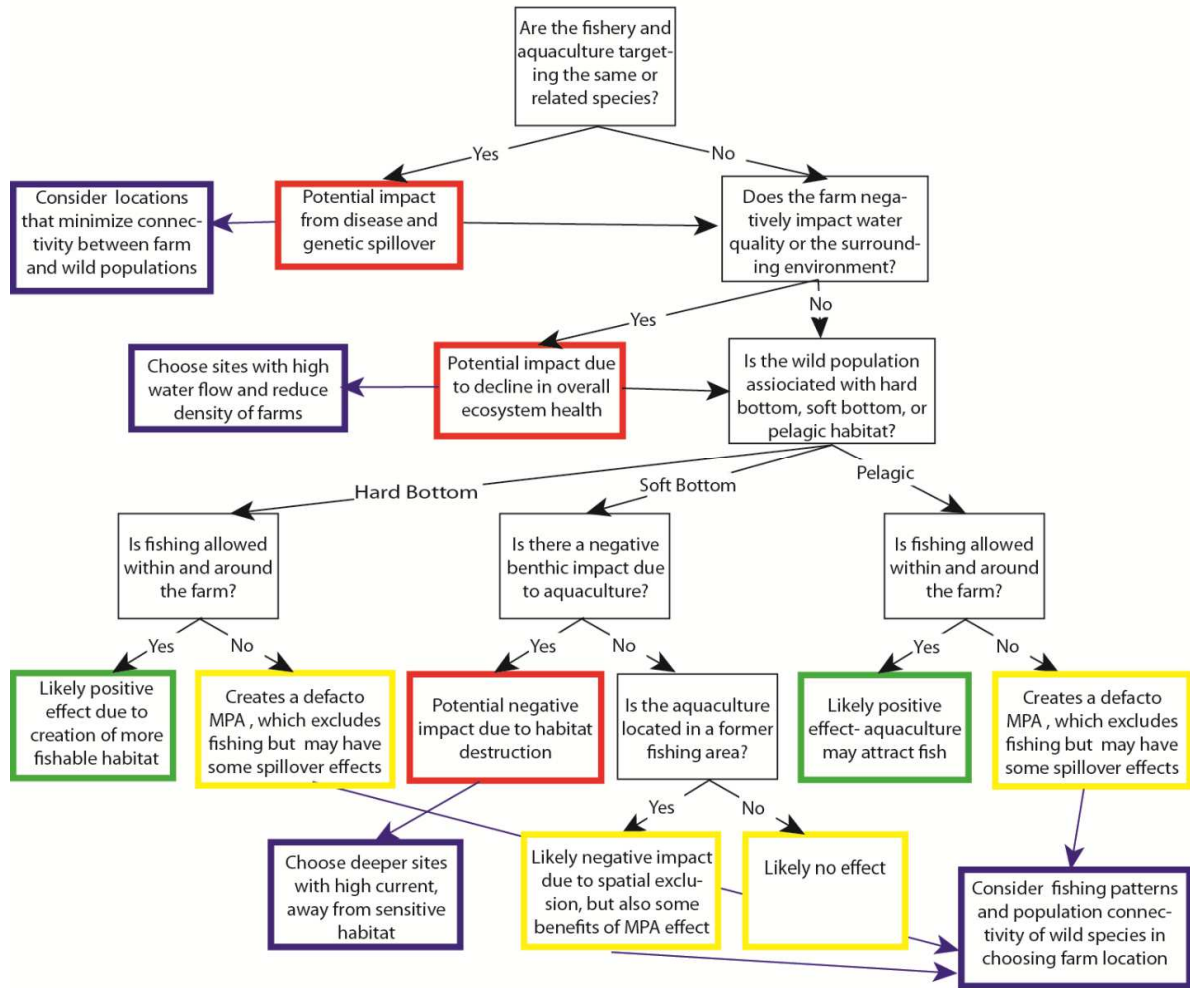 Are the fishery and
aquaculture target-
ing the same or
related species?
Yes
No
Consider locations
that minimize connec-
tivity between farm
and wild populations
Potential impact
from disease and
genetic spillover
Does the farm nega-
tively impact water
quality or the surround-
ing environment?
Yes
No
Choose sites with high
water flow and reduce
density of farms
Potential impact due
to decline in overall
ecosystem health
Is the wild population
assiociated with hard
bottom, soft bottom, or
pelagic habitat?
Hard Bottom
Soft Bottom
Pelagic
Is fishing allowed
within and around
the farm?
Is there a negative
benthic impact due
to aquaculture?
Is fishing allowed
within and around
the farm?
Yes
No
Yes
No
Yes
No
Likely positive
effect due to
creation of more
fishable habitat
Creates a defacto
MPA , which excludes
fishing but may have
some spillover effects
Potential negative
impact due to habitat
destruction
Is the aquaculture
located in a former
fishing area?
Likely positive
effect- aquaculture
may attract fish
Creates a defacto
MPA , which excludes
fishing but may have
some spillover effects
Yes
No
Choose deeper sites
with high current,
away from sensitive
habitat
Likely negative impact
due to spatial exclu-
sion, but also some
benefits of MPA effect
Likely no effect
Consider fishing patterns
and population connec-
tivity of wild species in
choosing farm location